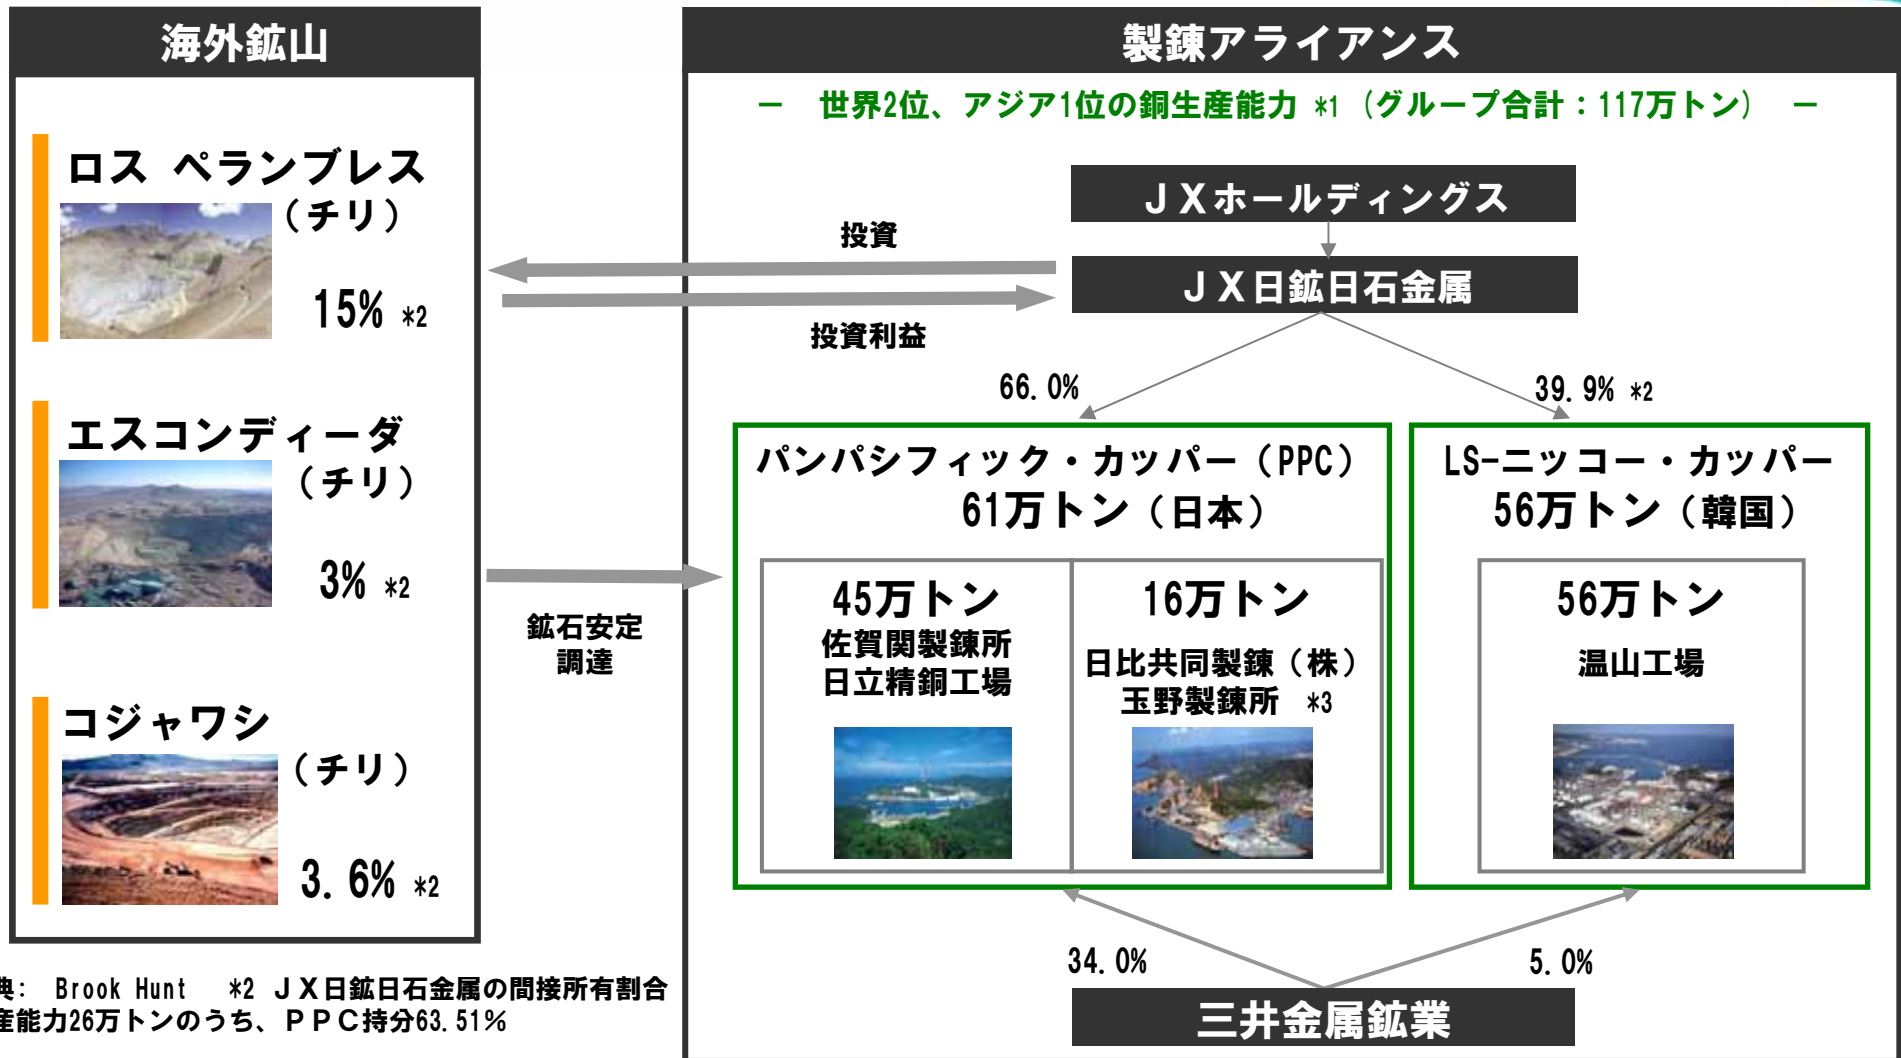 海外鉱山
ロス ペランブレス
（チリ）
15% *2
エスコンディーダ
（チリ）
3% *2
コジャワシ
（チリ）
3.6% *2
典: Brook Hunt *2 ＪＸ日鉱日石金属の間接所有割合
産能力26万トンのうち、ＰＰＣ持分63.51%
投資
投資利益
鉱石安定
調達
製錬アライアンス
－ 世界2位、アジア1位の銅生産能力 *1 (グループ合計：117万トン) －
ＪＸホールディングス
ＪＸ日鉱日石金属
66.0%
39.9% *2
パンパシフィック・カッパー（PPC）
61万トン（日本）
45万トン
佐賀関製錬所
日立精銅工場
16万トン
日比共同製錬（株）
玉野製錬所 *3
LS-ニッコー・カッパー
56万トン（韓国）
56万トン
温山工場
34.0%
5.0%
三井金属鉱業